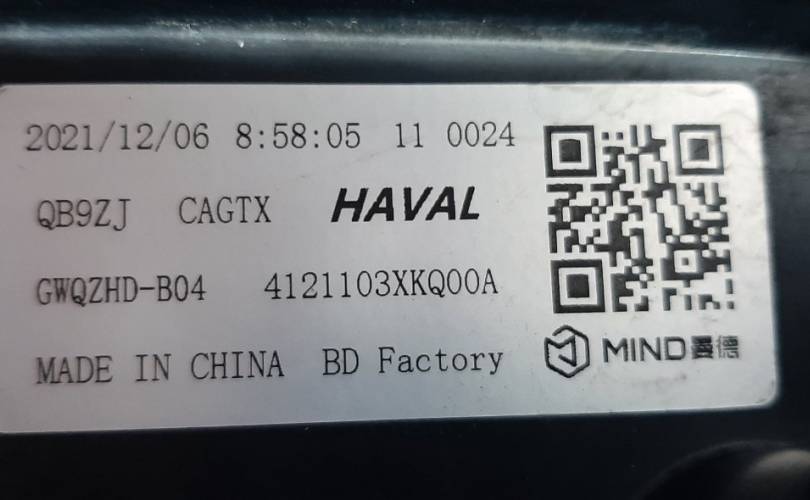 2021/12/06 8:58:05 11 0024
QB9ZJ CAGTX HAVAL
GWQZHD-B04 4121103XKQ00A
MADE IN CHINA BD Factory
MIND曼德